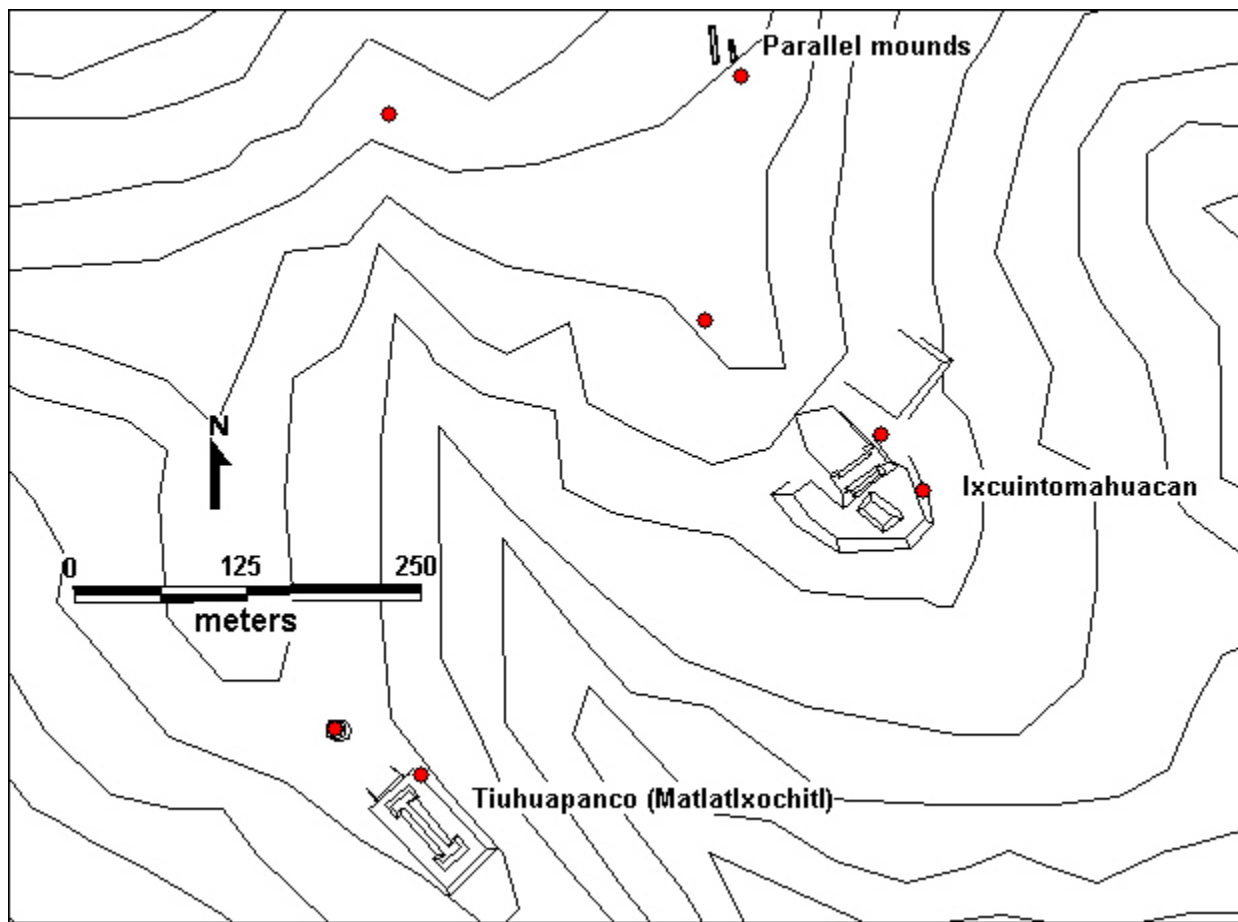 Parallel mounds
N
Ixcuintomahuacan
0 125 250
meters
Tiuhuapanco (Matlatlxochitl)